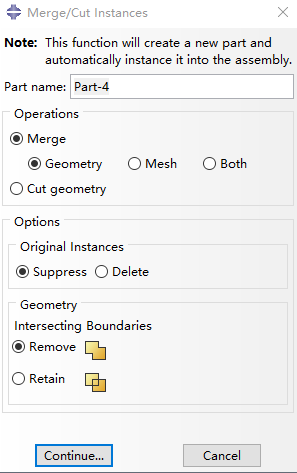 Merge/Cut Instances
Note: This function will create a new part and
automatically instance it into the assembly.
Part name: Part-4
Operations
Merge
Geometry Mesh Both
Cut geometry
Options
Original Instances
Suppress Delete
Geometry
Intersecting Boundaries
Remove
Retain
Continue... Cancel